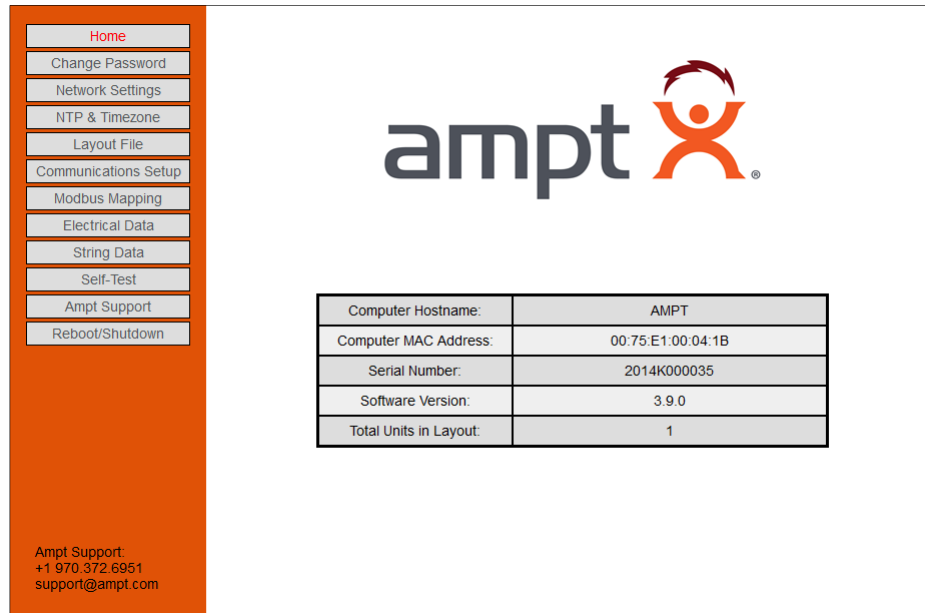 Home
Change Password
Network Settings
NTP & Timezone
Layout File
Communications Setup
Modbus Mapping
Electrical Data
String Data
Self-Test
Ampt Support
Reboot/Shutdown
Ampt Support:
+1 970.372.6951
support@ampt.com
ampt ®
Computer Hostname: AMPT
Computer MAC Address: 00:75:E1:00:04:1B
Serial Number: 2014K000035
Software Version: 3.9.0
Total Units in Layout: 1